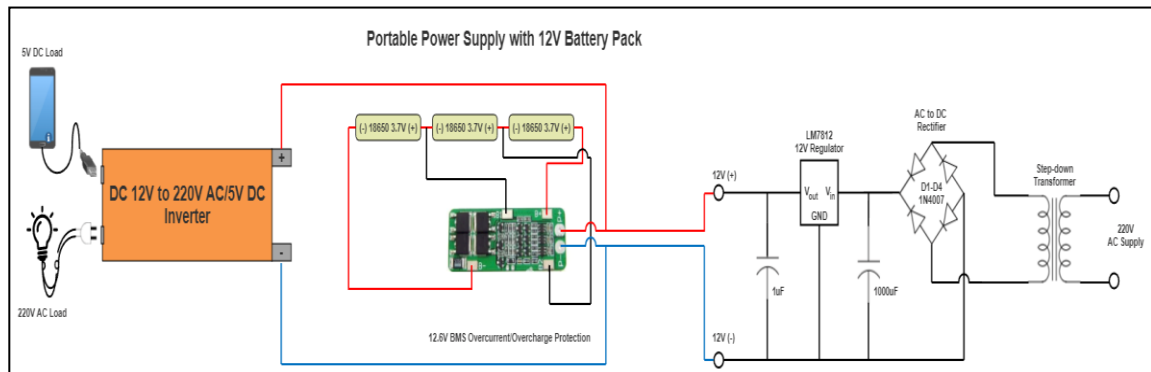 Portable Power Supply with 12V Battery Pack
5V DC Load
(-) 18650 3.7V (+)
(-) 18650 3.7V (+)
(-) 18650 3.7V (+)
LM7812
12V Regulator
AC to DC
Rectifier
Step-down
Transformer
DC 12V to 220V AC/5V DC
Inverter
+
-
12V (+)
Vout
Vin
GND
D1-D4
1N4007
220V
AC Supply
1uF
1000uF
220V AC Load
12.6V BMS Overcurrent/Overcharge Protection
12V (-)